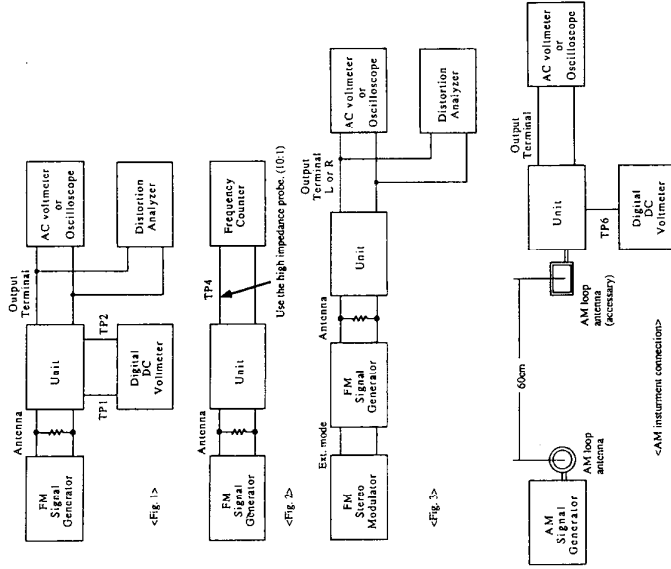 Antenna
Output
Terminal
FM
Signal
Generator
Unit
AC voltmeter
or
Oscilloscope
TP1
TP2
Digital
DC
Voltmeter
Distortion
Analyzer
<Fig. 1>
Antenna
TP4
FM
Signal
Generator
Unit
Frequency
Counter
Use the high impedance probe. (10:1)
<Fig. 2>
Ext. mode
Antenna
Output
Terminal
L or R
FM
Stereo
Modulator
FM
Signal
Generator
Unit
AC voltmeter
or
Oscilloscope
Distortion
Analyzer
<Fig. 3>
60cm
Output
Terminal
AM
Signal
Generator
AM loop
antenna
AM loop
antenna
(accessary)
Unit
AC voltmeter
or
Oscilloscope
TP6
Digital
DC
Voltmeter
<AM insturment connection>